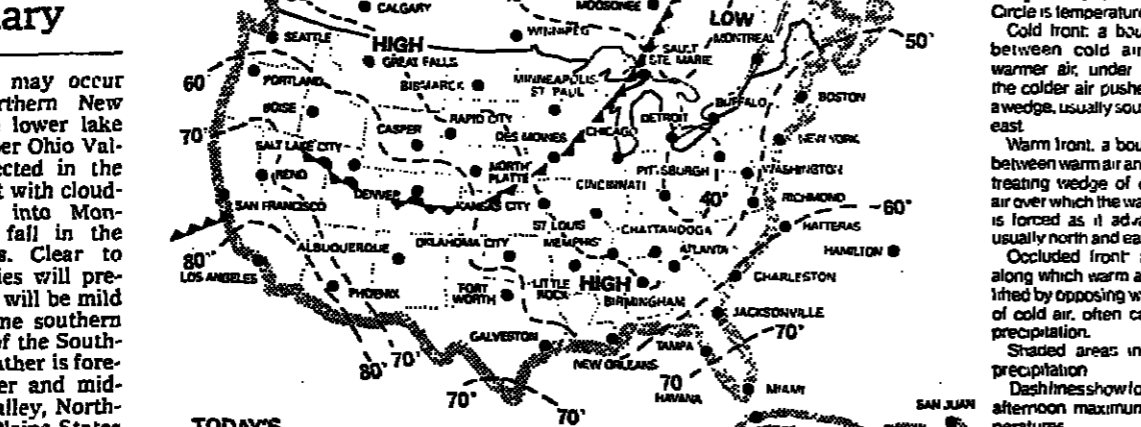 ary
may occur
rthern New
lower lake
er Ohio Val-
ected in the
t with cloud-
into Mon-
fall in the
s. Clear to
ies will pre-
will be mild
me southern
of the South-
ather is fore-
er and mid-
alley, North-
Plains States
CALGARY
MOOSONEE
LOW
SEATTLE
WINNIPEG
MONTREAL
HIGH
SAULT
STE. MARIE
50°
GREAT FALLS
60°
PORTLAND
BISMARCK
MINNEAPOLIS
ST PAUL
BOISE
BUFFALO
BOSTON
RAPID CITY
DETROIT
70°
CASPER
DES MOINES
CHICAGO
NEW YORK
SALT LAKE CITY
NORTH
PLATTE
PITTSBURGH
WASHINGTON
RENO
DENVER
CINCINNATI
40°
RICHMOND
SAN FRANCISCO
KANSAS CITY
60°
ST LOUIS
CHATTANOOGA
HATTERAS
ALBUQUERQUE
OKLAHOMA CITY
MEMPHIS
ATLANTA
HAMILTON
80°
LOS ANGELES
CHARLESTON
PHOENIX
FORT
WORTH
LITTLE
ROCK
HIGH
BIRMINGHAM
JACKSONVILLE
GALVESTON
70°
TAMPA
NEW ORLEANS
80°
70°
70
HAVANA
MIAMI
70°
70°
SAN JUAN
TODAY'S
Circle is temperature
Cold front: a bou
between cold air
warmer air, under
the colder air pushe
a wedge, usually sou
east
Warm front. a bou
between warm air an
treating wedge of
air over which the wa
is forced as it adva
usually north and ea
Occluded front
along which warm a
lifted by opposing w
of cold air, often ca
precipitation.
Shaded areas in
precipitation
Dash lines show fo
afternoon maximum
peratures